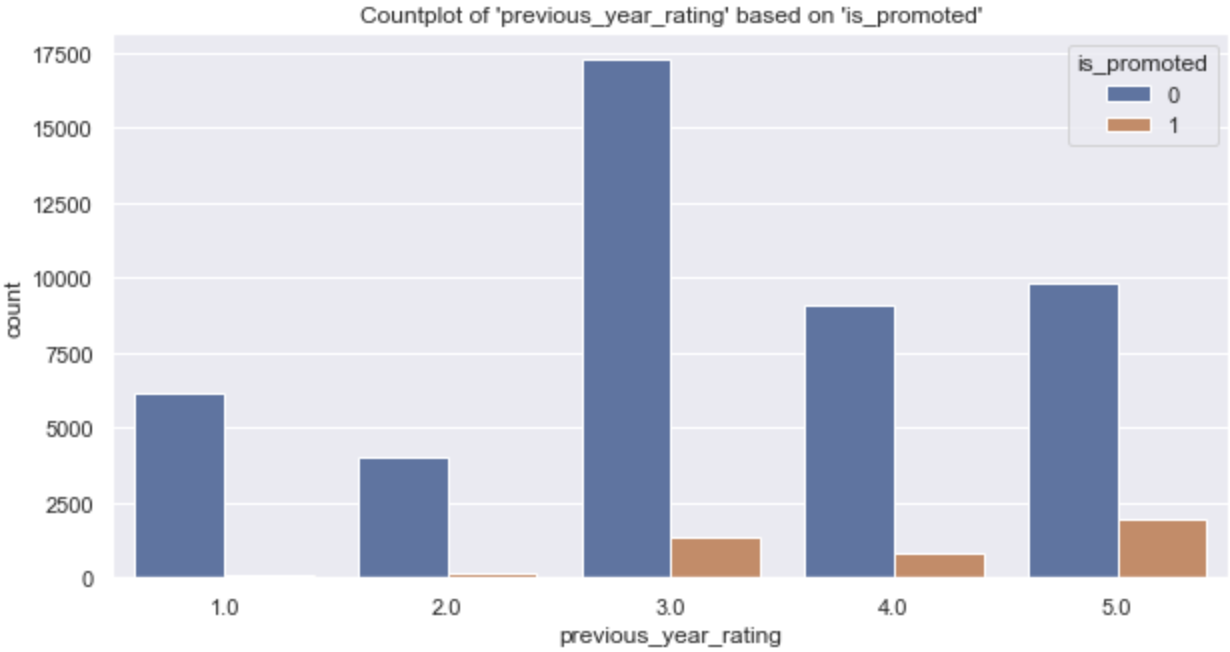 Countplot of 'previous_year_rating' based on 'is_promoted'
17500
15000
12500
10000
7500
5000
2500
0
count
is_promoted
0
1
1.0 2.0 3.0 4.0 5.0
previous_year_rating